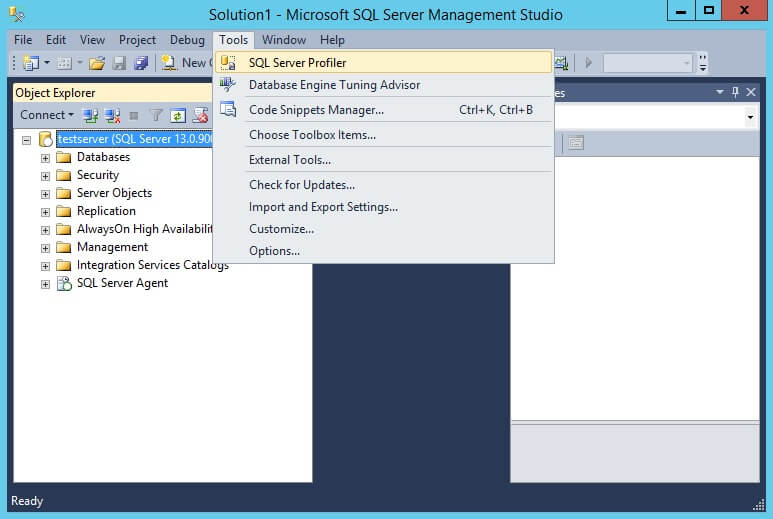 Solution1 - Microsoft SQL Server Management Studio
File Edit View Project Debug Tools Window Help
New
SQL Server Profiler
Database Engine Tuning Advisor
Code Snippets Manager... Ctrl+K, Ctrl+B
Choose Toolbox Items...
External Tools...
Check for Updates...
Import and Export Settings...
Customize...
Options...
Object Explorer
Connect
testserver (SQL Server 13.0.900
Databases
Security
Server Objects
Replication
AlwaysOn High Availabili
Management
Integration Services Catalogs
SQL Server Agent
Ready